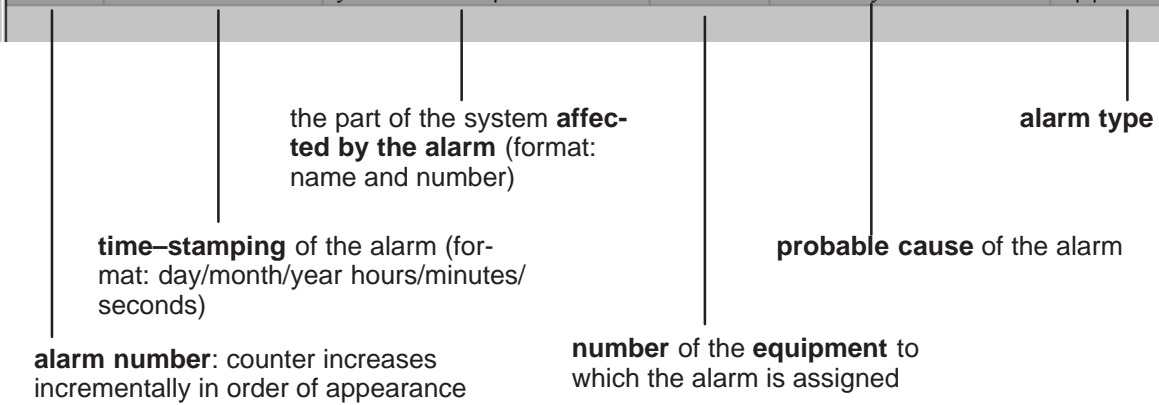 the part of the system affec-
ted by the alarm (format:
name and number)
alarm type
time–stamping of the alarm (for-
mat: day/month/year hours/minutes/
seconds)
probable cause of the alarm
alarm number: counter increases
incrementally in order of appearance
number of the equipment to
which the alarm is assigned